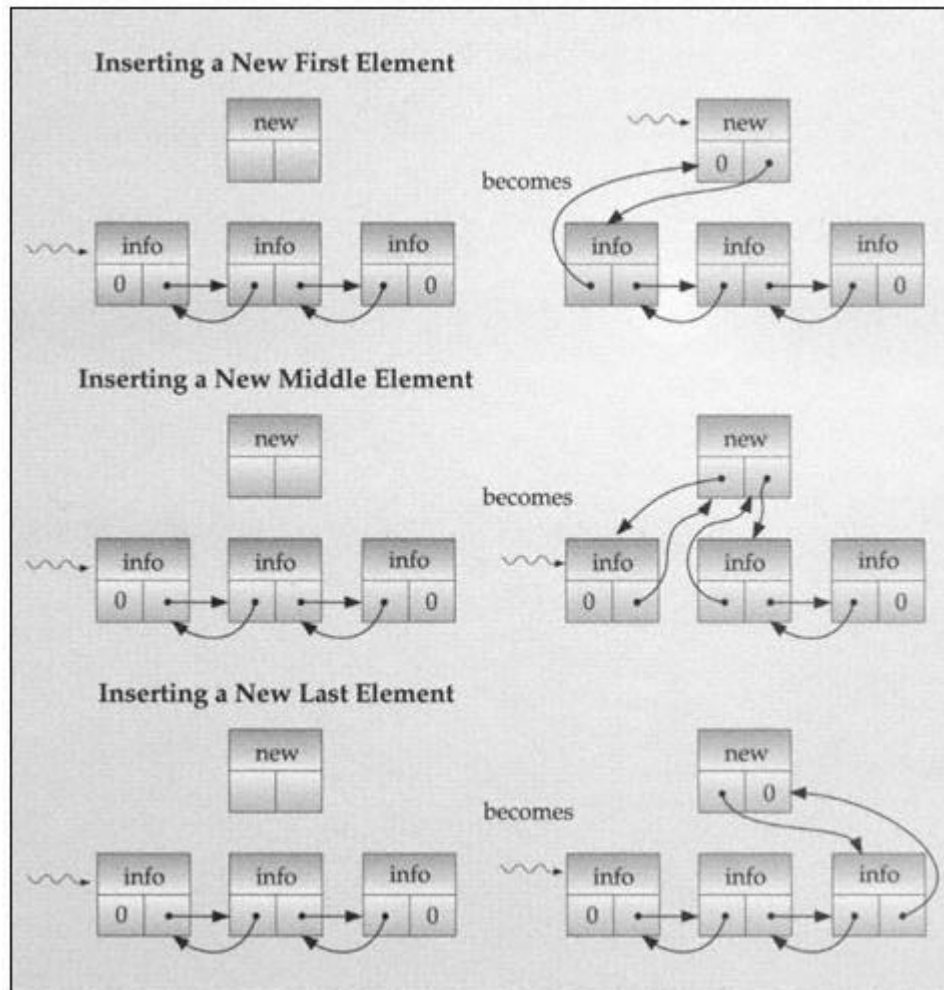 Inserting a New First Element
new
new
0
becomes
info
info
info
info
info
info
0
0
0
Inserting a New Middle Element
new
new
becomes
info
info
info
info
info
info
0
0
0
0
Inserting a New Last Element
new
new
0
becomes
info
info
info
info
info
info
0
0
0